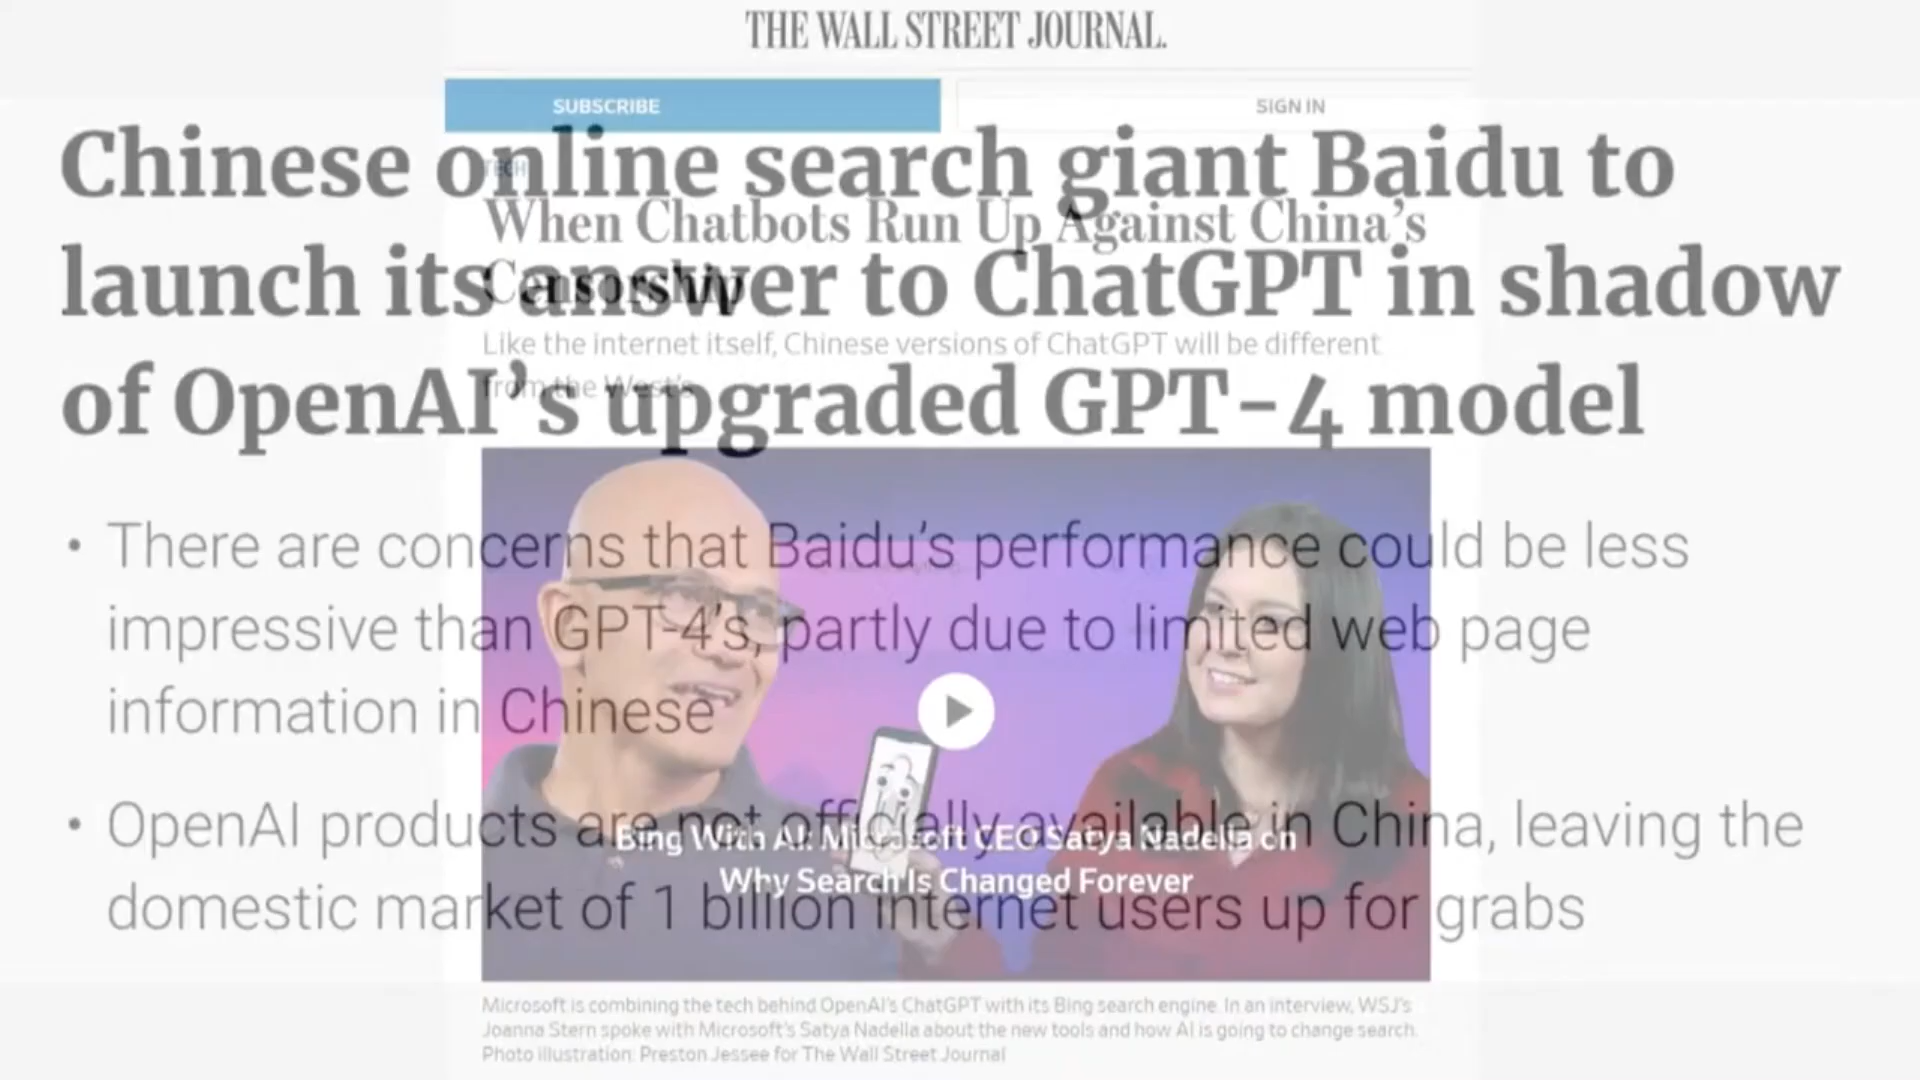 THE WALL STREET JOURNAL.
SUBSCRIBE
SIGN IN
TECH
When Chatbots Run Up Against China’s
Censorship
Like the internet itself, Chinese versions of ChatGPT will be different
from the West’s
Bing With AI: Microsoft CEO Satya Nadella on
Why Search Is Changed Forever
Microsoft is combining the tech behind OpenAI's ChatGPT with its Bing search engine. In an interview, WSJ's
Joanna Stern spoke with Microsoft's Satya Nadella about the new tools and how AI is going to change search.
Photo illustration: Preston Jessee for The Wall Street Journal
Chinese online search giant Baidu to
launch its answer to ChatGPT in shadow
of OpenAI’s upgraded GPT-4 model
• There are concerns that Baidu’s performance could be less
impressive than GPT-4’s, partly due to limited web page
information in Chinese
• OpenAI products are not officially available in China, leaving the
domestic market of 1 billion internet users up for grabs